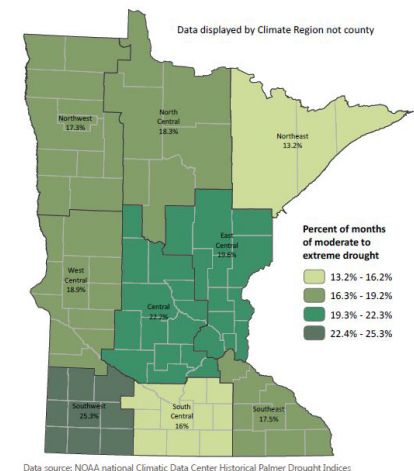 Data displayed by Climate Region not county
Northwest
17.3%
North
Central
18.3%
Northeast
13.2%
East
Central
19.6%
West
Central
18.9%
Central
22.2%
Southwest
25.3%
South
Central
16%
Southeast
17.5%
Percent of months
of moderate to
extreme drought
13.2% - 16.2%
16.3% - 19.2%
19.3% - 22.3%
22.4% - 25.3%
Data source: NOAA national Climatic Data Center Historical Palmer Drought Indices